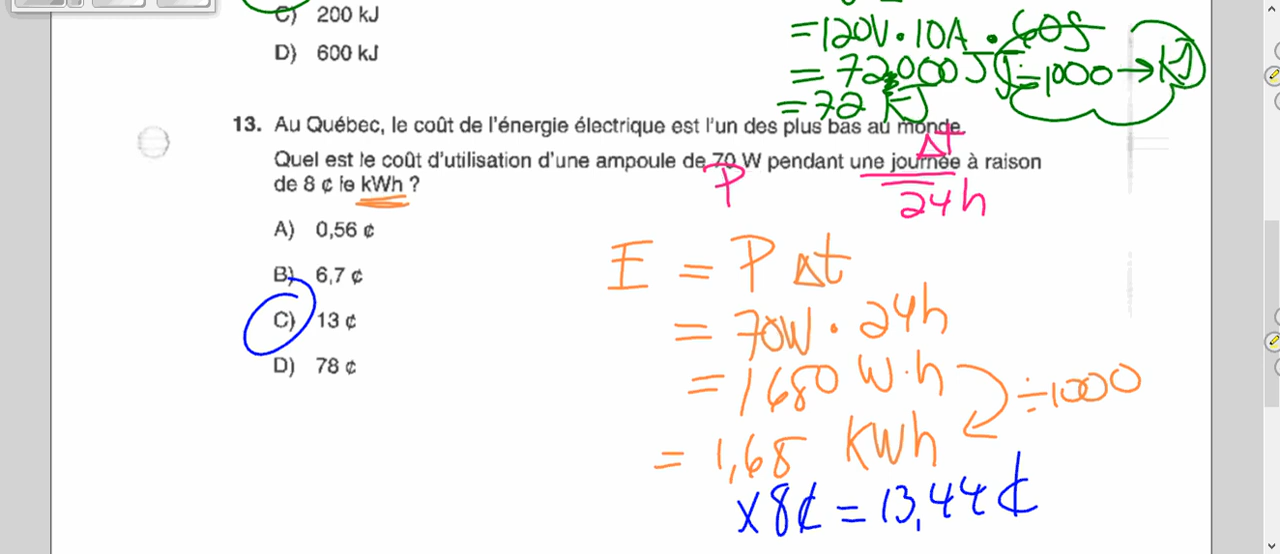 C) 200 kJ
D) 600 kJ
=120V·10A·60s
=72000J ÷1000→kJ
=72 kJ
13. Au Québec, le coût de l'énergie électrique est l'un des plus bas au monde.
Δt
Quel est le coût d'utilisation d'une ampoule de 70 W pendant une journée à raison
de 8 ¢ le kWh ?
P
24h
A) 0,56 ¢
B) 6,7 ¢
C) 13 ¢
D) 78 ¢
E = P Δt
= 70W · 24h
= 1680 W·h
÷1000
= 1,68 kWh
x8¢ = 13,44¢